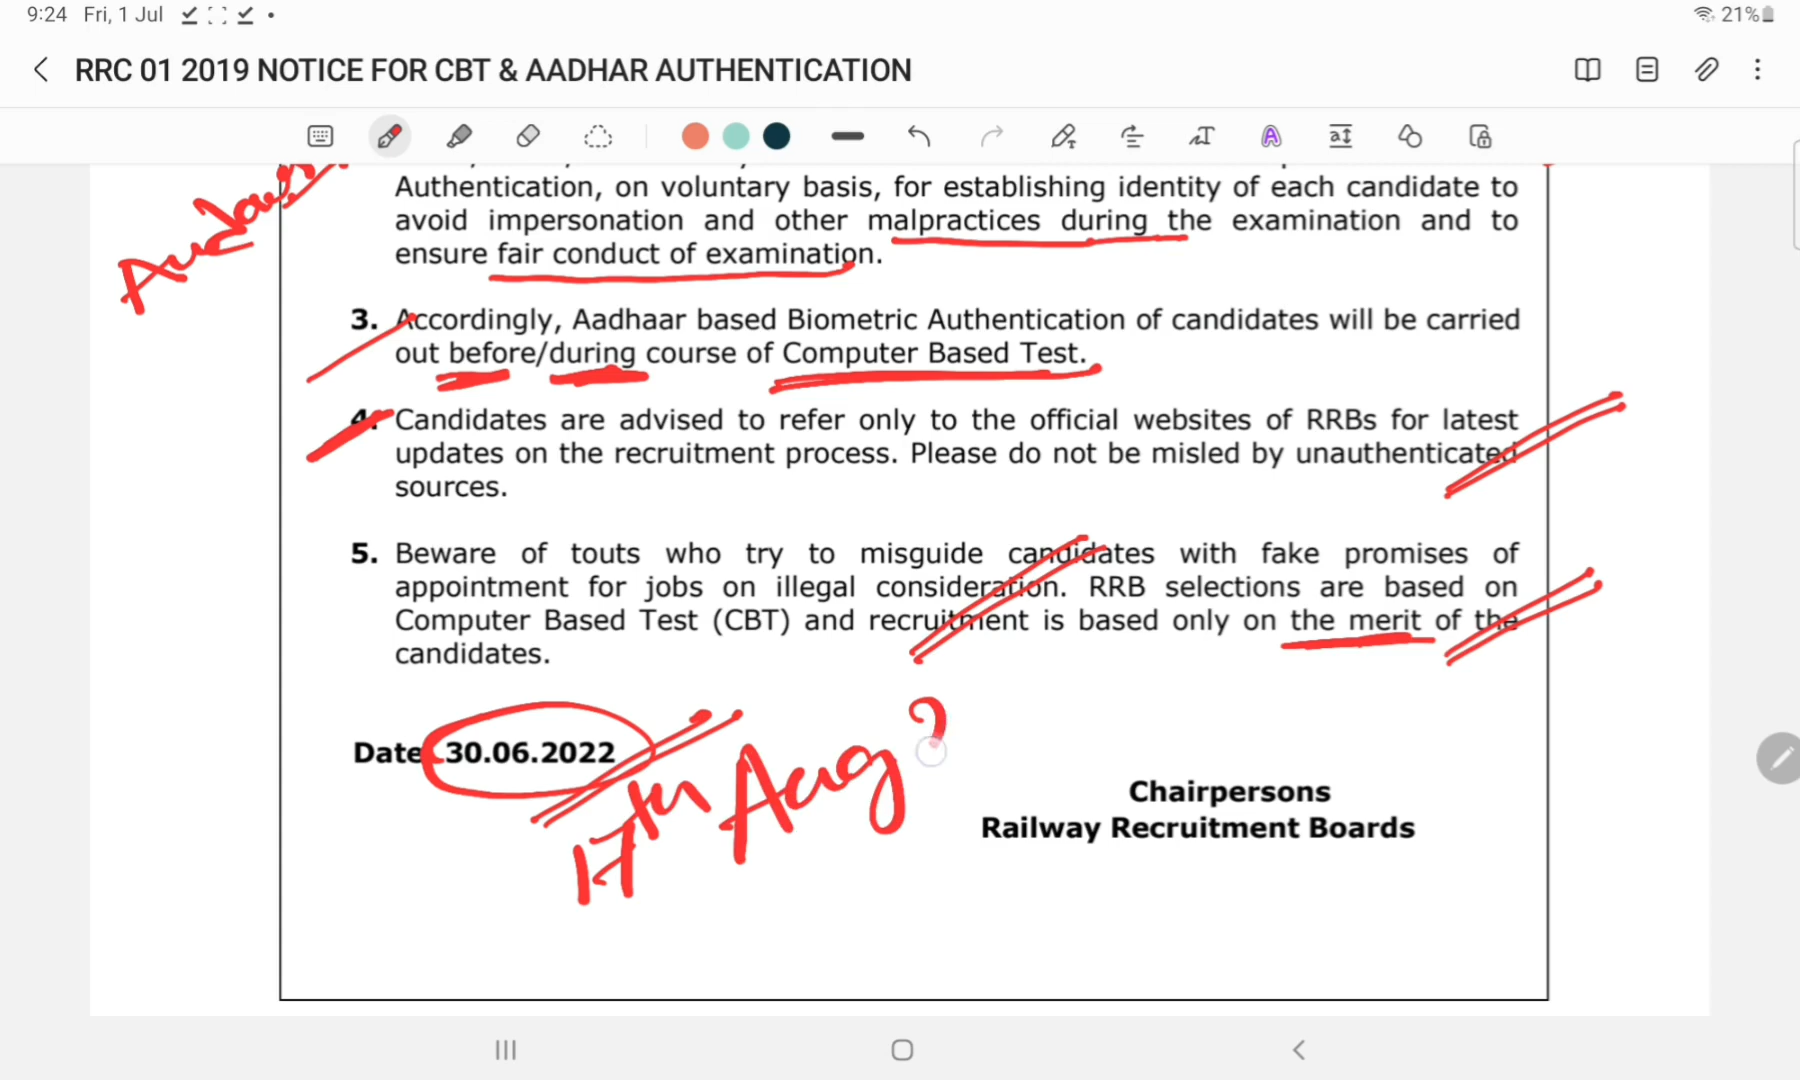 9:24 Fri, 1 Jul
21%
RRC 01 2019 NOTICE FOR CBT & AADHAR AUTHENTICATION
Authentication, on voluntary basis, for establishing identity of each candidate to
avoid impersonation and other malpractices during the examination and to
ensure fair conduct of examination.
3. Accordingly, Aadhaar based Biometric Authentication of candidates will be carried
out before/during course of Computer Based Test.
4. Candidates are advised to refer only to the official websites of RRBs for latest
updates on the recruitment process. Please do not be misled by unauthenticated
sources.
5. Beware of touts who try to misguide candidates with fake promises of
appointment for jobs on illegal consideration. RRB selections are based on
Computer Based Test (CBT) and recruitment is based only on the merit of the
candidates.
Date 30.06.2022
17th Aug
Chairpersons
Railway Recruitment Boards